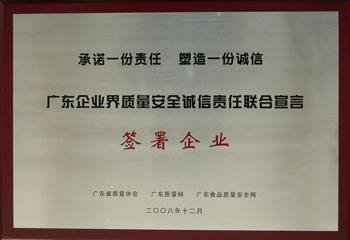 承诺一份责任 塑造一份诚信
广东企业界质量安全诚信责任联合宣言
签署企业
广东省质量协会 广东质量网 广东食品质量安全网
二〇〇八年十二月